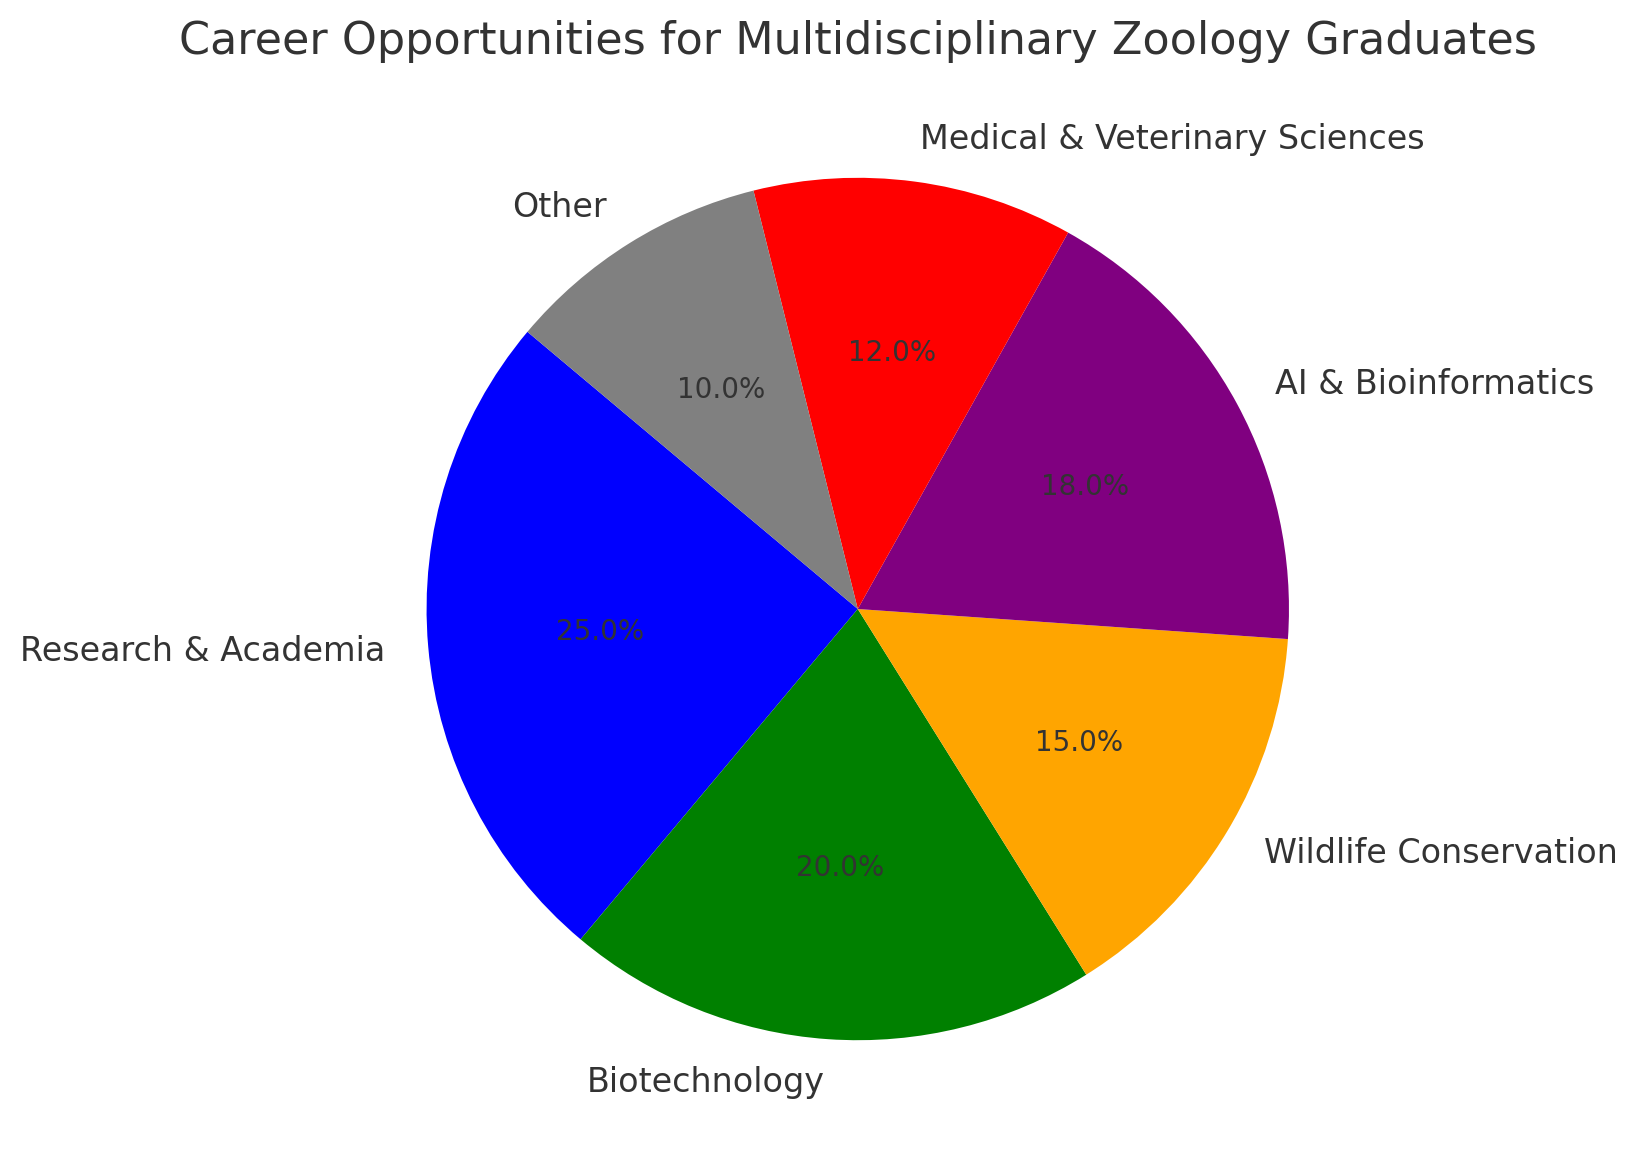 Career Opportunities for Multidisciplinary Zoology Graduates
Medical & Veterinary Sciences
Other
12.0%
10.0%
AI & Bioinformatics
18.0%
25.0%
Research & Academia
15.0%
Wildlife Conservation
20.0%
Biotechnology